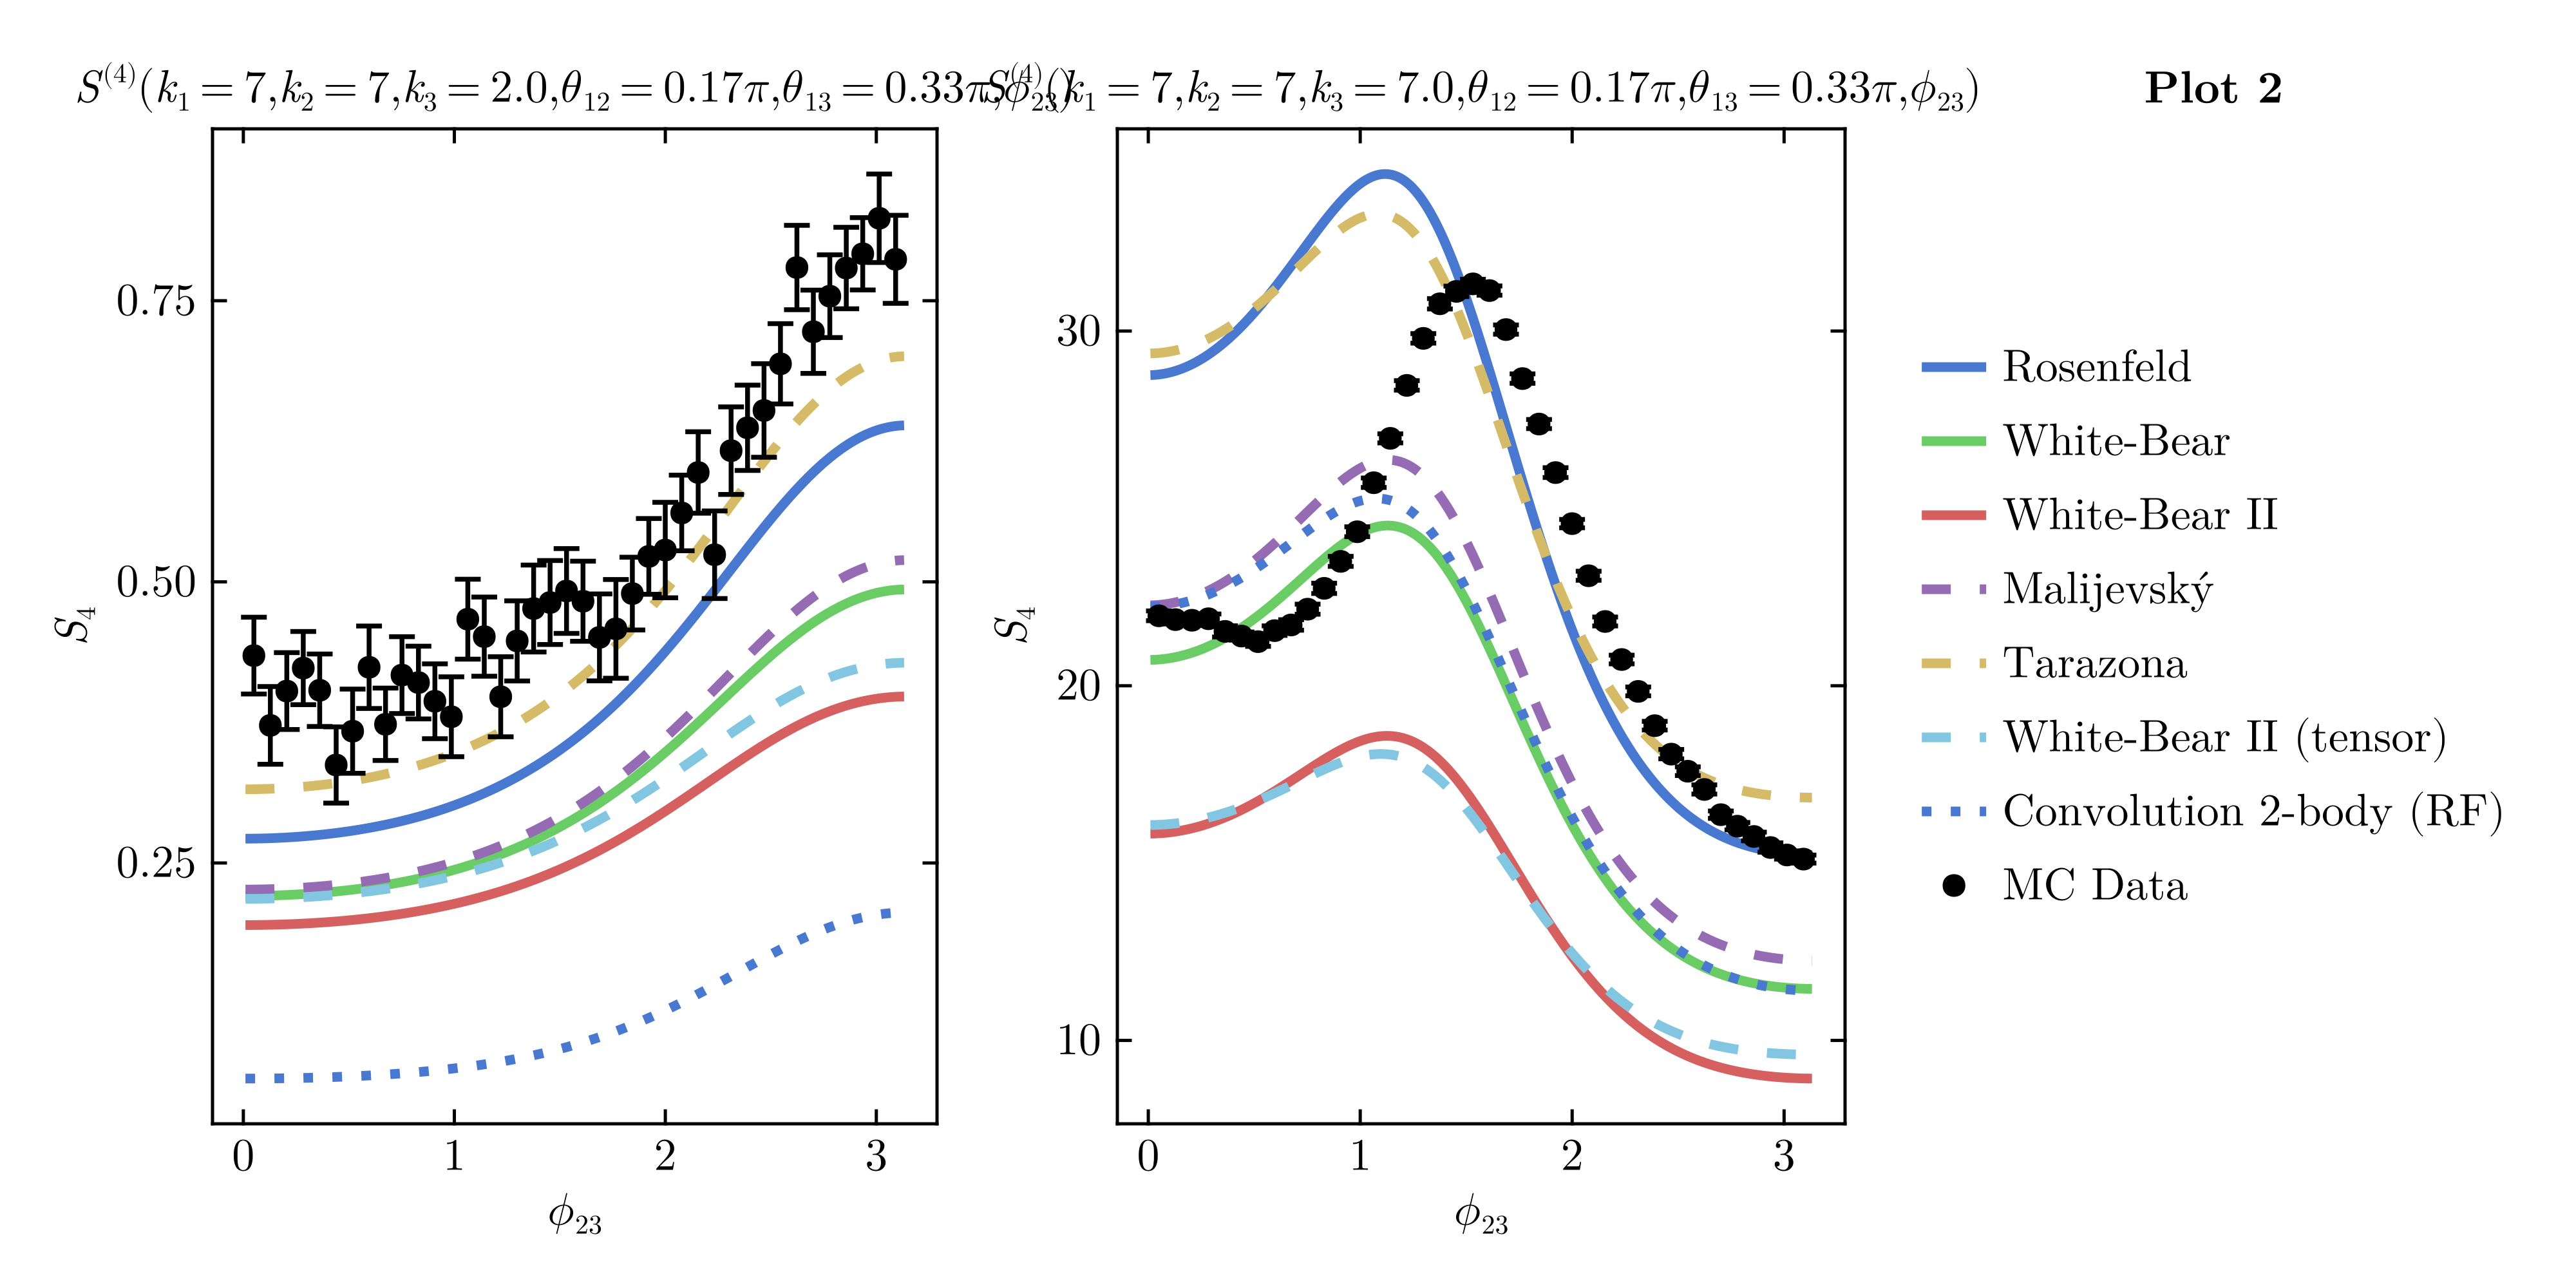 S^{(4)}(k_1 = 7, k_2 = 7, k_3 = 2.0, θ_{12} = 0.17π, θ_{13} = 0.33π, ϕ_{23})
S^{(4)}(k_1 = 7, k_2 = 7, k_3 = 7.0, θ_{12} = 0.17π, θ_{13} = 0.33π, ϕ_{23})
Plot 2
S_4
0.75
0.50
0.25
0 1 2 3
ϕ_{23}
S_4
30
20
10
0 1 2 3
ϕ_{23}
Rosenfeld
White-Bear
White-Bear II
Malijevský
Tarazona
White-Bear II (tensor)
Convolution 2-body (RF)
MC Data